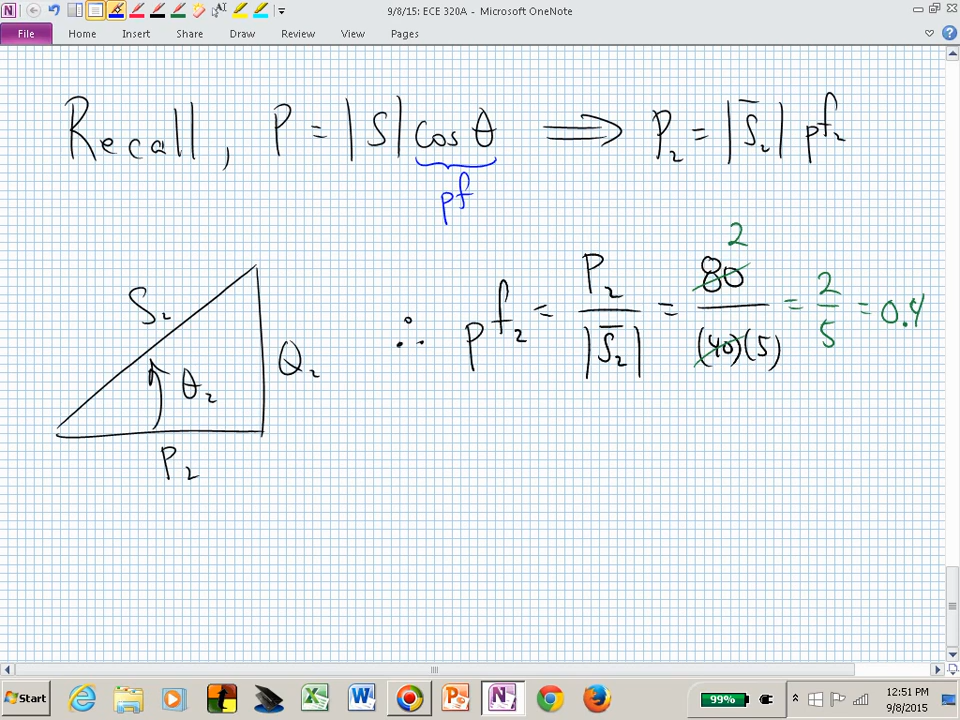 9/8/15: ECE 320A - Microsoft OneNote
File Home Insert Share Draw Review View Pages
Recall, P = |S| cos θ ⟹ P₂ = |S̅₂| pf₂
pf
2
∴ pf₂ = P₂ / |S̅₂| = 80 / (40)(5) = 2/5 = 0.4
S₂
θ₂
Q₂
P₂
Start
99%
12:51 PM
9/8/2015